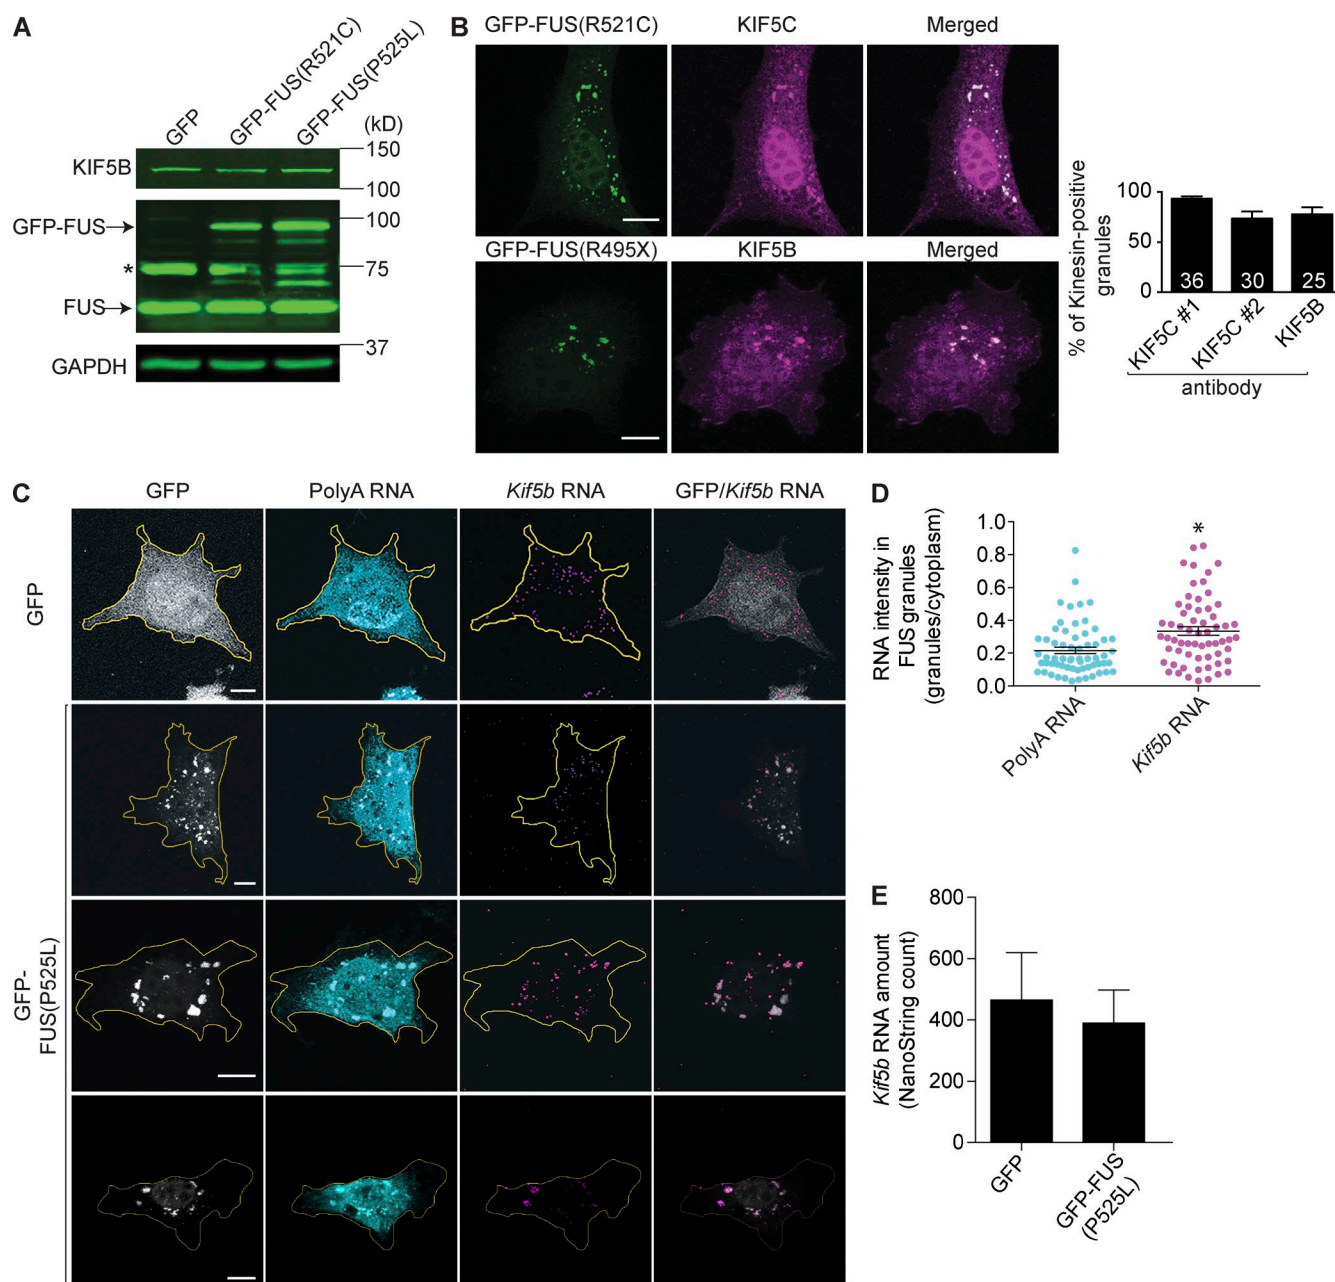 A
GFP
GFP-FUS(R521C)
GFP-FUS(P525L)
(kD)
KIF5B
150
100
GFP-FUS
100
*
75
FUS
37
GAPDH
B
GFP-FUS(R521C)
KIF5C
Merged
GFP-FUS(R495X)
KIF5B
Merged
% of Kinesin-positive
granules
100
50
0
36
30
25
KIF5C #1
KIF5C #2
KIF5B
antibody
C
GFP
PolyA RNA
Kif5b RNA
GFP/Kif5b RNA
GFP
GFP-
FUS(P525L)
D
RNA intensity in
FUS granules
(granules/cytoplasm)
1.0
0.8
0.6
0.4
0.2
0.0
*
PolyA RNA
Kif5b RNA
E
Kif5b RNA amount
(NanoString count)
800
600
400
200
0
GFP
GFP-FUS
(P525L)